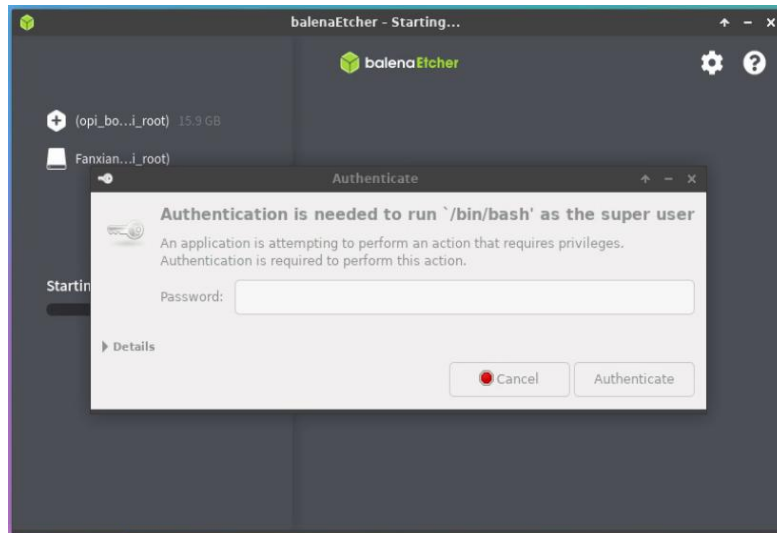 balenaEtcher - Starting...
balenaEtcher
(opi_bo...i_root) 15.9 GB
Fanxian...i_root)
Authenticate
Authentication is needed to run `/bin/bash' as the super user
An application is attempting to perform an action that requires privileges.
Authentication is required to perform this action.
Startin
Password:
Details
Cancel
Authenticate